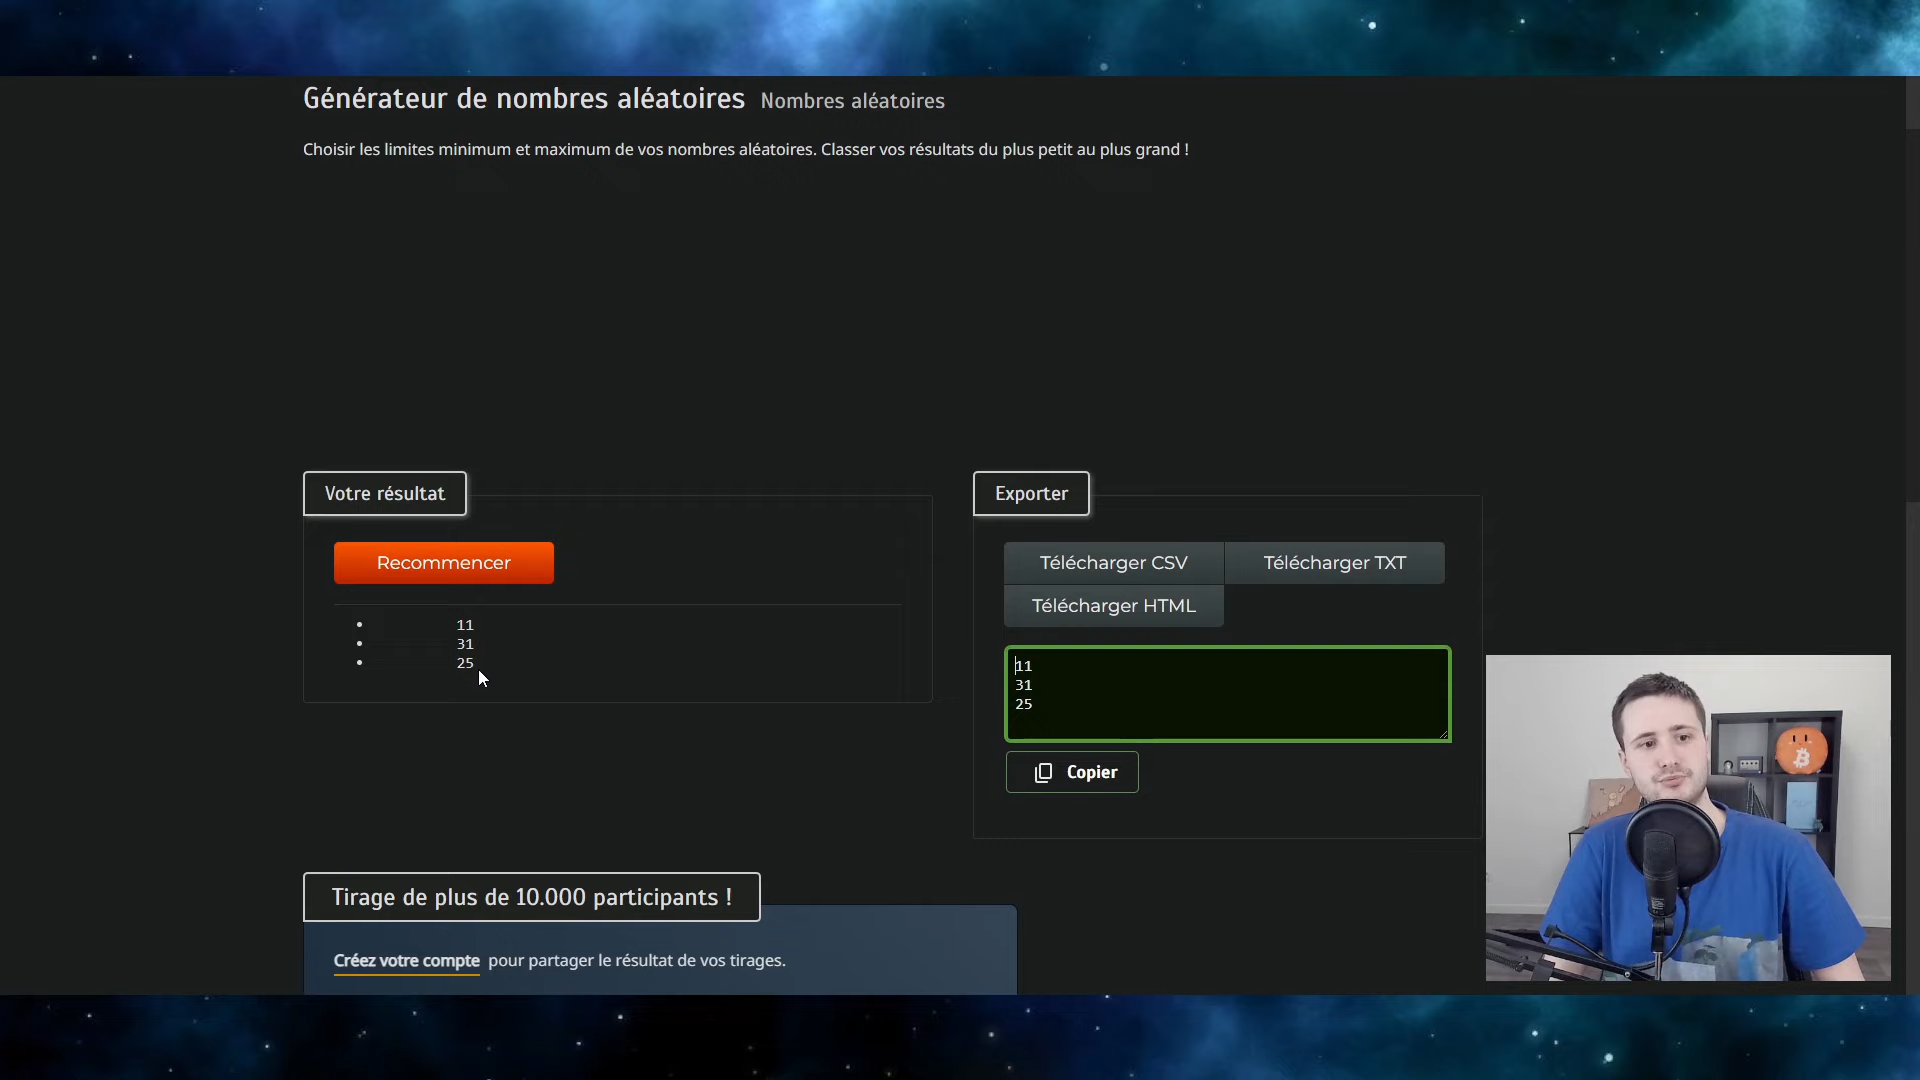 Générateur de nombres aléatoires Nombres aléatoires
Choisir les limites minimum et maximum de vos nombres aléatoires. Classer vos résultats du plus petit au plus grand !
Votre résultat
Recommencer
11
31
25
Exporter
Télécharger CSV
Télécharger TXT
Télécharger HTML
11
31
25
Copier
Tirage de plus de 10.000 participants !
Créez votre compte pour partager le résultat de vos tirages.